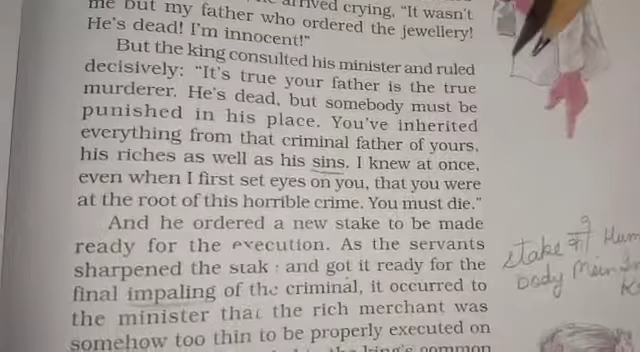 me but my father who ordered the jewellery!
He's dead! I'm innocent!"
But the king consulted his minister and ruled
decisively: "It's true your father is the true
murderer. He's dead, but somebody must be
punished in his place. You've inherited
everything from that criminal father of yours,
his riches as well as his sins. I knew at once,
even when I first set eyes on you, that you were
at the root of this horrible crime. You must die."
And he ordered a new stake to be made
ready for the execution. As the servants
sharpened the stak and got it ready for the
final impaling of the criminal, it occurred to
the minister that the rich merchant was
somehow too thin to be properly executed on
stake
body